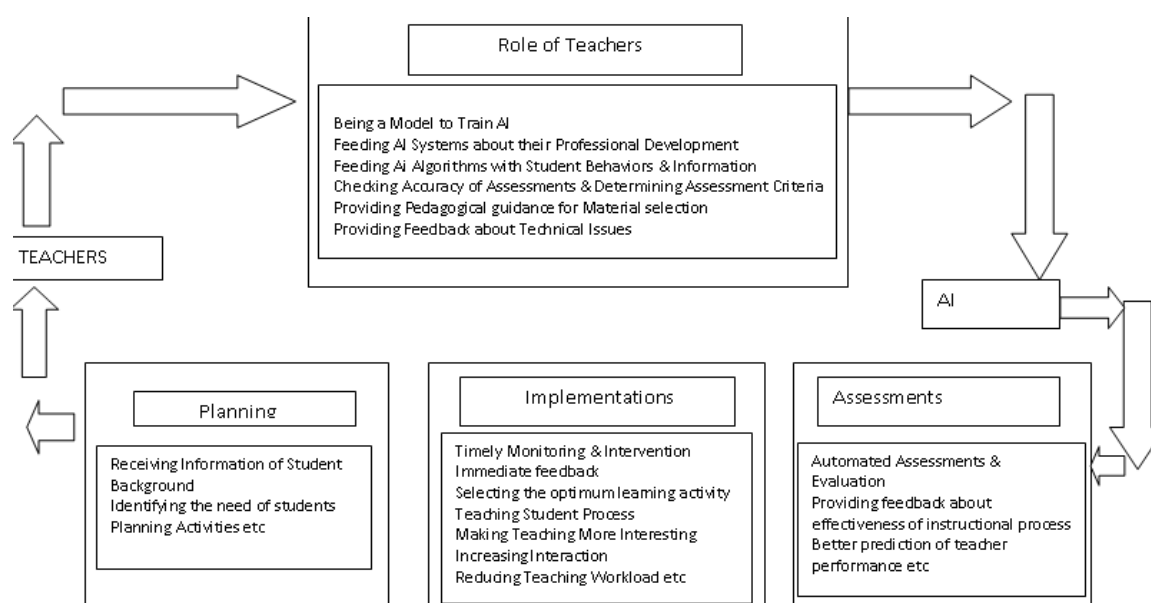 Role of Teachers
Being a Model to Train AI
Feeding AI Systems about their Professional Development
Feeding Ai Algorithms with Student Behaviors & Information
Checking Accuracy of Assessments & Determining Assessment Criteria
Providing Pedagogical guidance for Material selection
Providing Feedback about Technical Issues
TEACHERS
AI
Planning
Receiving Information of Student
Background
Identifying the need of students
Planning Activities etc
Implementations
Timely Monitoring & Intervention
Immediate feedback
Selecting the optimum learning activity
Teaching Student Process
Making Teaching More Interesting
Increasing Interaction
Reducing Teaching Workload etc
Assessments
Automated Assessments &
Evaluation
Providing feedback about
effectiveness of instructional process
Better prediction of teacher
performance etc